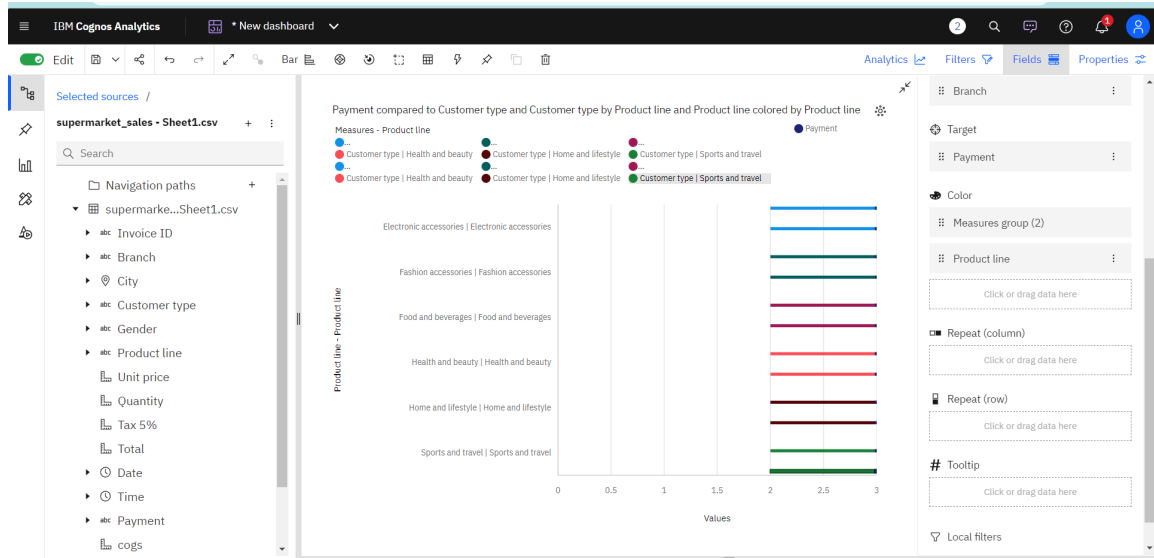 IBM Cognos Analytics
* New dashboard
2
1
Edit
Bar
Analytics
Filters
Fields
Properties
Selected sources /
supermarket_sales - Sheet1.csv
Search
Navigation paths
supermarke...Sheet1.csv
abc Invoice ID
abc Branch
City
abc Customer type
abc Gender
abc Product line
Unit price
Quantity
Tax 5%
Total
Date
Time
abc Payment
cogs
Payment compared to Customer type and Customer type by Product line and Product line colored by Product line
Measures - Product line
Payment
... ... ...
Customer type | Health and beauty Customer type | Home and lifestyle Customer type | Sports and travel
... ... ...
Customer type | Health and beauty Customer type | Home and lifestyle Customer type | Sports and travel
Product line - Product line
Electronic accessories | Electronic accessories
Fashion accessories | Fashion accessories
Food and beverages | Food and beverages
Health and beauty | Health and beauty
Home and lifestyle | Home and lifestyle
Sports and travel | Sports and travel
0 0.5 1 1.5 2 2.5 3
Values
Branch
Target
Payment
Color
Measures group (2)
Product line
Click or drag data here
Repeat (column)
Click or drag data here
Repeat (row)
Click or drag data here
Tooltip
Click or drag data here
Local filters